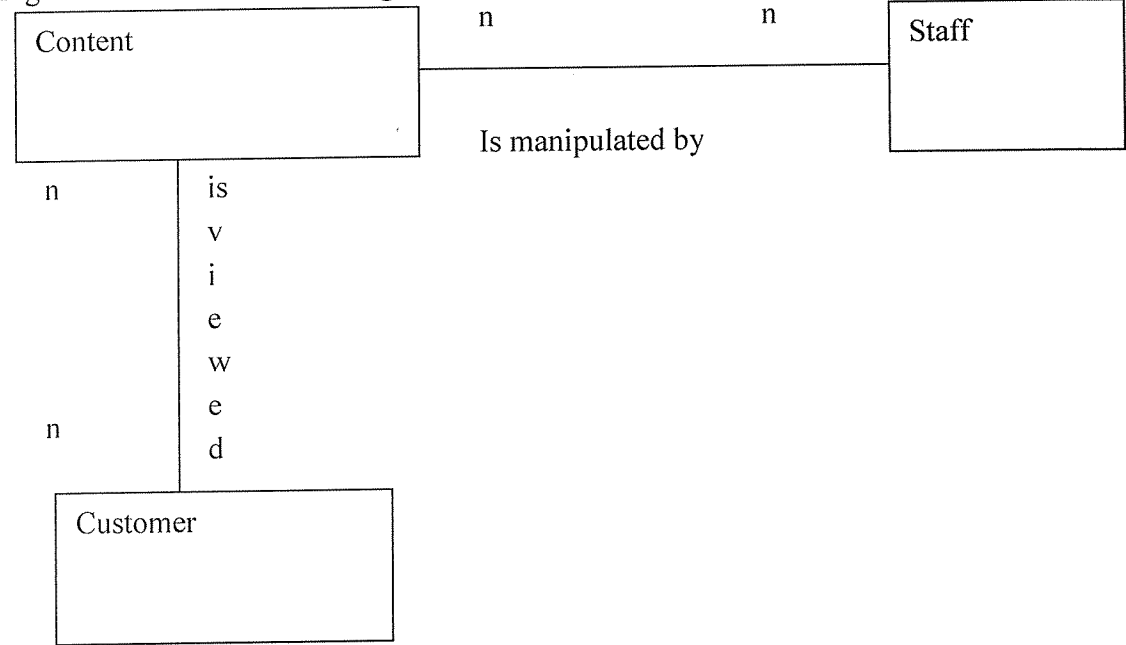 n n
Content
Staff
Is manipulated by
n
is
v
i
e
w
e
d
n
Customer